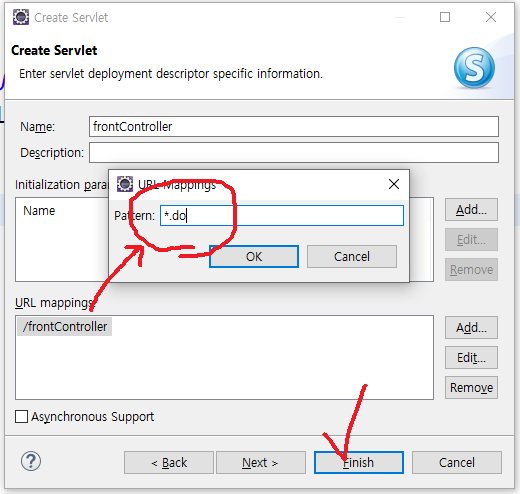 Create Servlet
Create Servlet
Enter servlet deployment descriptor specific information.
S
Name: frontController
Description:
URL Mappings
Pattern: *.do
OK Cancel
Initialization para
Name
Add...
Edit...
Remove
URL mappings:
/frontController
Add...
Edit...
Remove
Asynchronous Support
? < Back Next > Finish Cancel